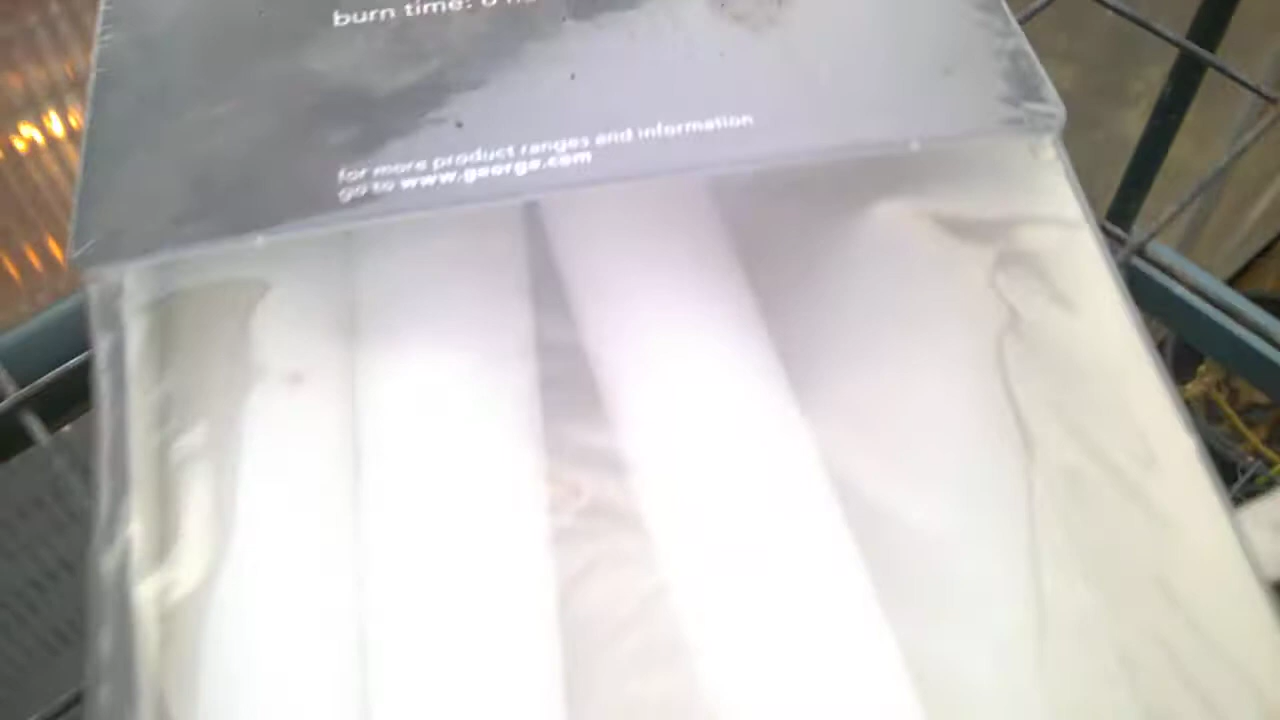 burn time:
for more product ranges and information
go to www.george.com